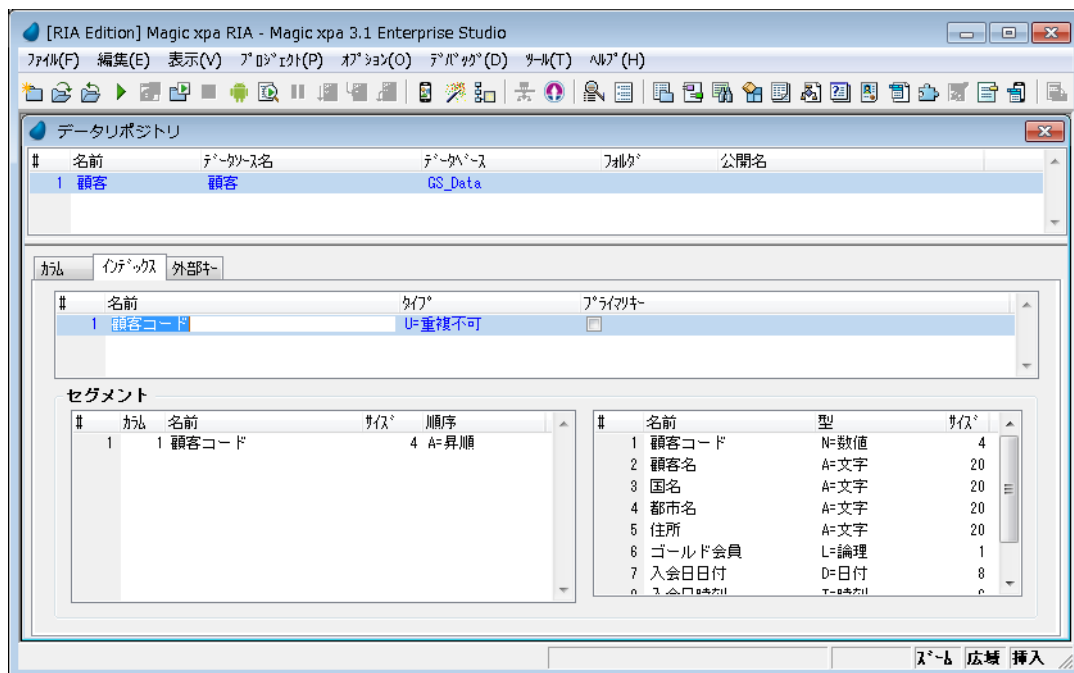 [RIA Edition] Magic xpa RIA - Magic xpa 3.1 Enterprise Studio
ﾌｧｲﾙ(F) 編集(E) 表示(V) ﾌﾟﾛｼﾞｪｸﾄ(P) ｵﾌﾟｼｮﾝ(O) ﾃﾞﾊﾞｯｸﾞ(D) ﾂｰﾙ(T) ﾍﾙﾌﾟ(H)
データリポジトリ
# 名前 ﾃﾞｰﾀｿｰｽ名 ﾃﾞｰﾀﾍﾞｰｽ ﾌｫﾙﾀﾞ 公開名
1 顧客 顧客 GS_Data
ｶﾗﾑ ｲﾝﾃﾞｯｸｽ 外部ｷｰ
# 名前 ﾀｲﾌﾟ ﾌﾟﾗｲﾏﾘｷｰ
1 顧客コード U=重複不可
セグメント
# ｶﾗﾑ 名前 ｻｲｽﾞ 順序
1 1 顧客コード 4 A=昇順
# 名前 型 ｻｲｽﾞ
1 顧客コード N=数値 4
2 顧客名 A=文字 20
3 国名 A=文字 20
4 都市名 A=文字 20
5 住所 A=文字 20
6 ゴールド会員 L=論理 1
7 入会日日付 D=日付 8
ｽﾞｰﾑ 広域 挿入